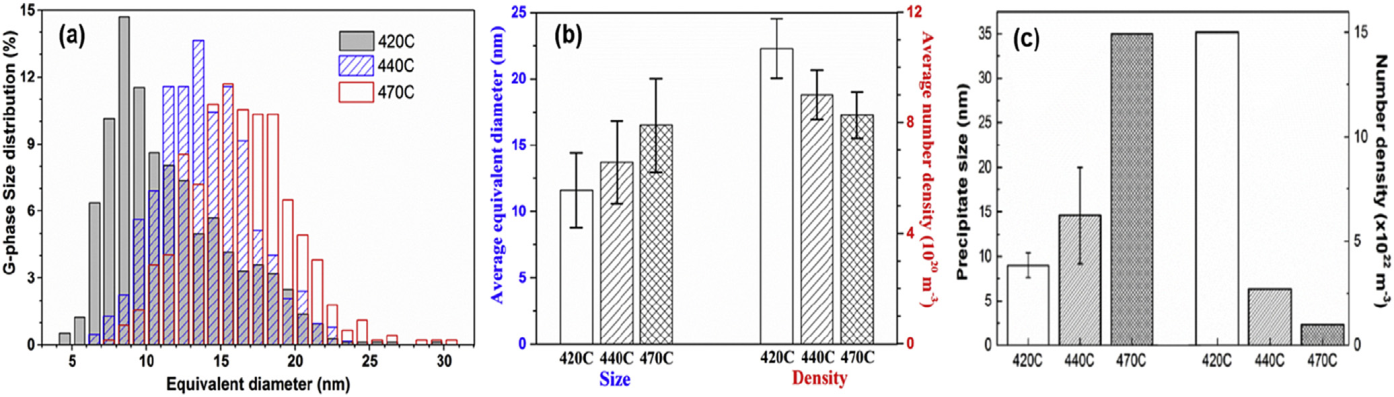 (a)
G-phase Size distribution (%)
15
12
9
6
3
0
5
10
15
20
25
30
Equivalent diameter (nm)
420C
440C
470C
(b)
Average equivalent diameter (nm)
25
20
15
10
5
0
420C 440C 470C
Size
420C 440C 470C
Density
12
8
4
0
Average number density (10²⁰ m⁻³)
(c)
Precipitate size (nm)
35
30
25
20
15
10
5
0
420C 440C 470C
420C 440C 470C
15
10
5
0
Number density (x10²² m⁻³)